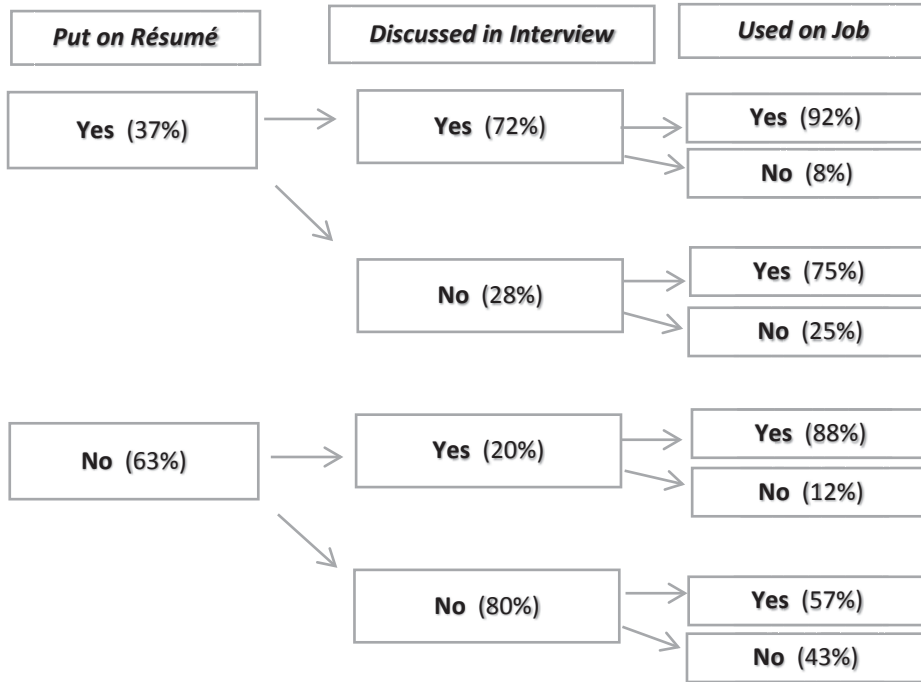 Put on Résumé
Discussed in Interview
Used on Job
Yes (37%)
Yes (72%)
Yes (92%)
No (8%)
No (28%)
Yes (75%)
No (25%)
No (63%)
Yes (20%)
Yes (88%)
No (12%)
No (80%)
Yes (57%)
No (43%)